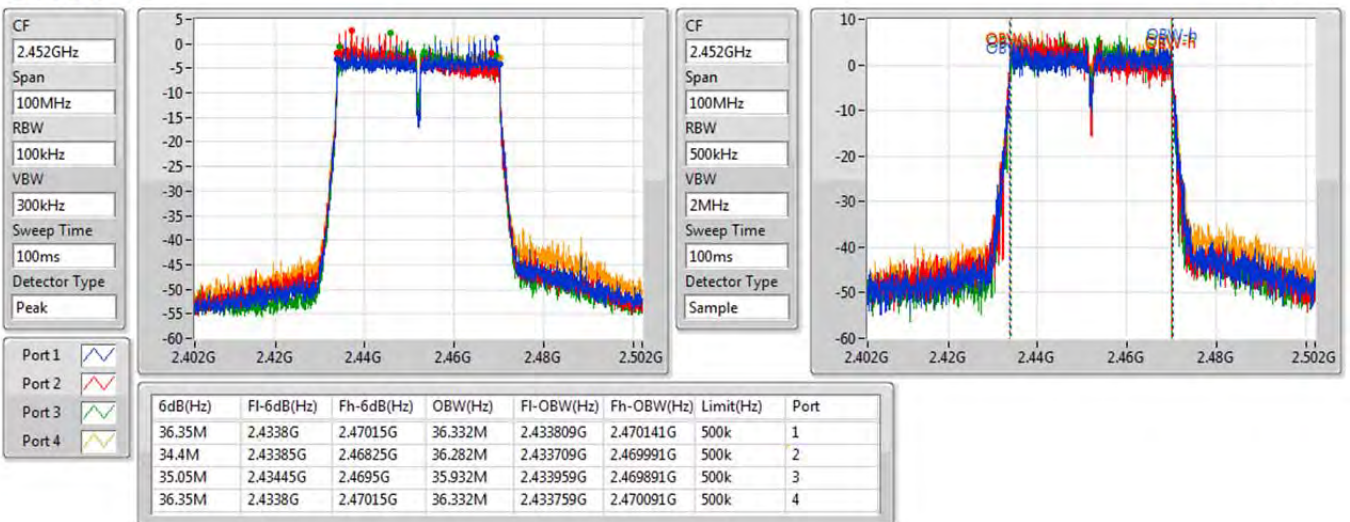 CF
2.452GHz
Span
100MHz
RBW
100kHz
VBW
300kHz
Sweep Time
100ms
Detector Type
Peak
5
0
-5
-10
-15
-20
-25
-30
-35
-40
-45
-50
-55
-60
2.402G 2.42G 2.44G 2.46G 2.48G 2.502G
CF
2.452GHz
Span
100MHz
RBW
500kHz
VBW
2MHz
Sweep Time
100ms
Detector Type
Sample
10
0
-10
-20
-30
-40
-50
-60
OBW-h
2.402G 2.42G 2.44G 2.46G 2.48G 2.502G
Port 1
Port 2
Port 3
Port 4
6dB(Hz) Fl-6dB(Hz) Fh-6dB(Hz) OBW(Hz) Fl-OBW(Hz) Fh-OBW(Hz) Limit(Hz) Port
36.35M 2.4338G 2.47015G 36.332M 2.433809G 2.470141G 500k 1
34.4M 2.43385G 2.46825G 36.282M 2.433709G 2.469991G 500k 2
35.05M 2.43445G 2.4695G 35.932M 2.433959G 2.469891G 500k 3
36.35M 2.4338G 2.47015G 36.332M 2.433759G 2.470091G 500k 4